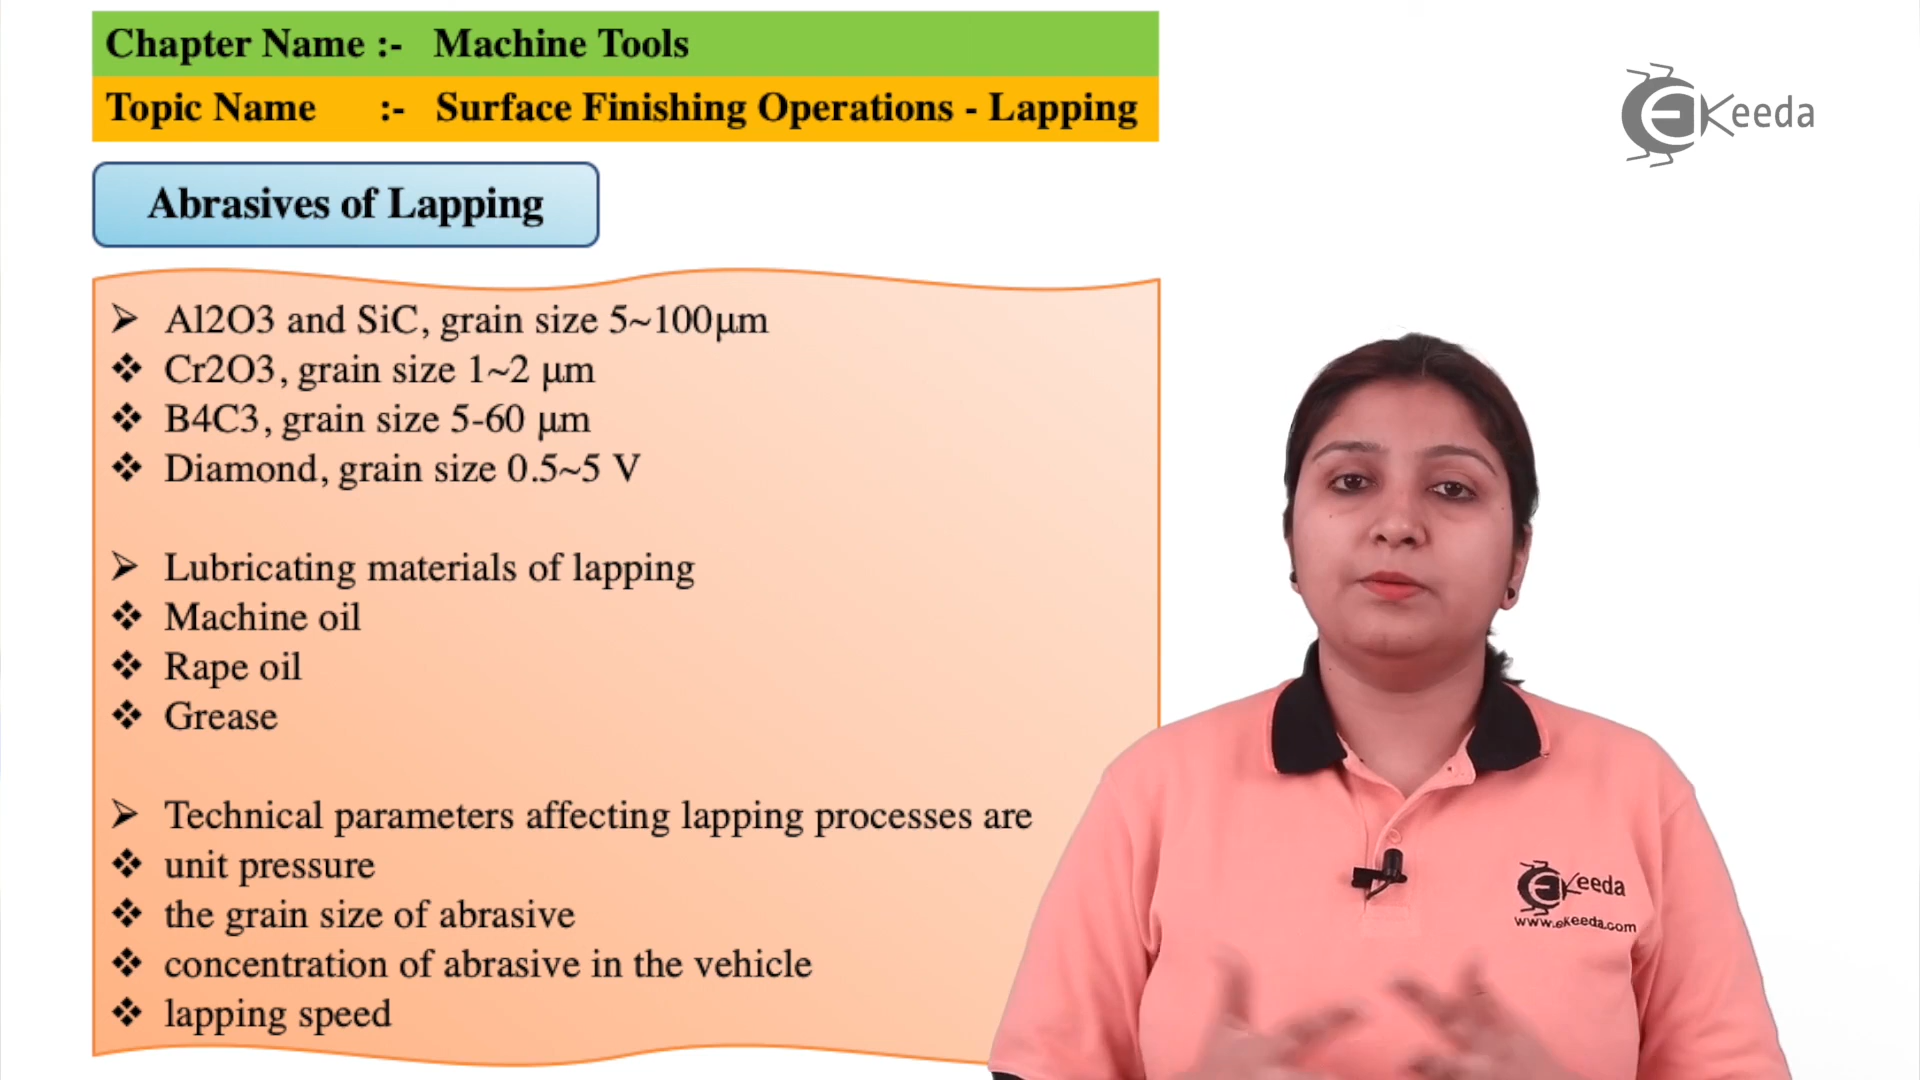 Chapter Name :- Machine Tools
Topic Name :- Surface Finishing Operations - Lapping
Keeda
Abrasives of Lapping
➢ Al2O3 and SiC, grain size 5~100μm
❖ Cr2O3, grain size 1~2 μm
❖ B4C3, grain size 5-60 μm
❖ Diamond, grain size 0.5~5 V
➢ Lubricating materials of lapping
❖ Machine oil
❖ Rape oil
❖ Grease
➢ Technical parameters affecting lapping processes are
❖ unit pressure
❖ the grain size of abrasive
❖ concentration of abrasive in the vehicle
❖ lapping speed
Keeda
www.eKeeda.com